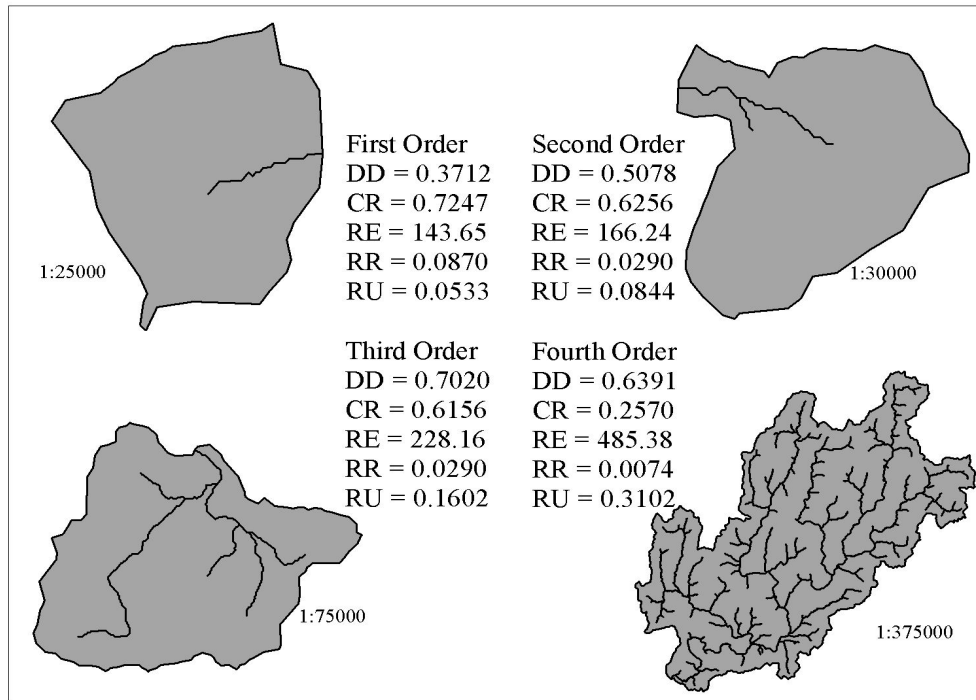 First Order
DD = 0.3712
CR = 0.7247
RE = 143.65
RR = 0.0870
RU = 0.0533
1:25000
Second Order
DD = 0.5078
CR = 0.6256
RE = 166.24
RR = 0.0290
RU = 0.0844
1:30000
Third Order
DD = 0.7020
CR = 0.6156
RE = 228.16
RR = 0.0290
RU = 0.1602
1:75000
Fourth Order
DD = 0.6391
CR = 0.2570
RE = 485.38
RR = 0.0074
RU = 0.3102
1:375000